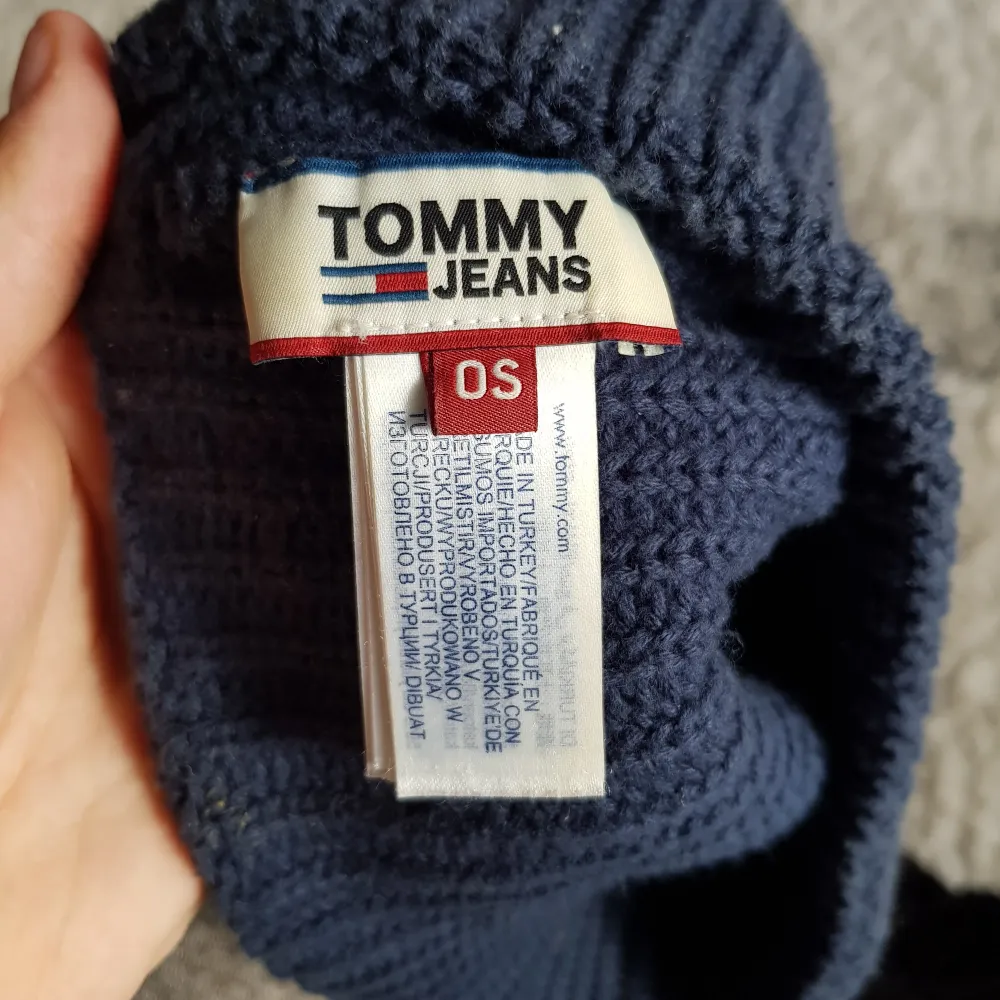 TOMMY
JEANS
OS
www.tommy.com
DE IN TURKEY/FABRIQUÉ EN
RQUIE/HECHO EN TURQUÍA CON
SUMOS IMPORTADOS/TURKIYE'DE
ETILMISTIR/VYROBENO V
RECKU/WYPRODUKOWANO W
TURCJI/PRODUSERT I TYRKIA/
ИЗГОТОВЛЕНО В ТУРЦИИ/ DIBUAT